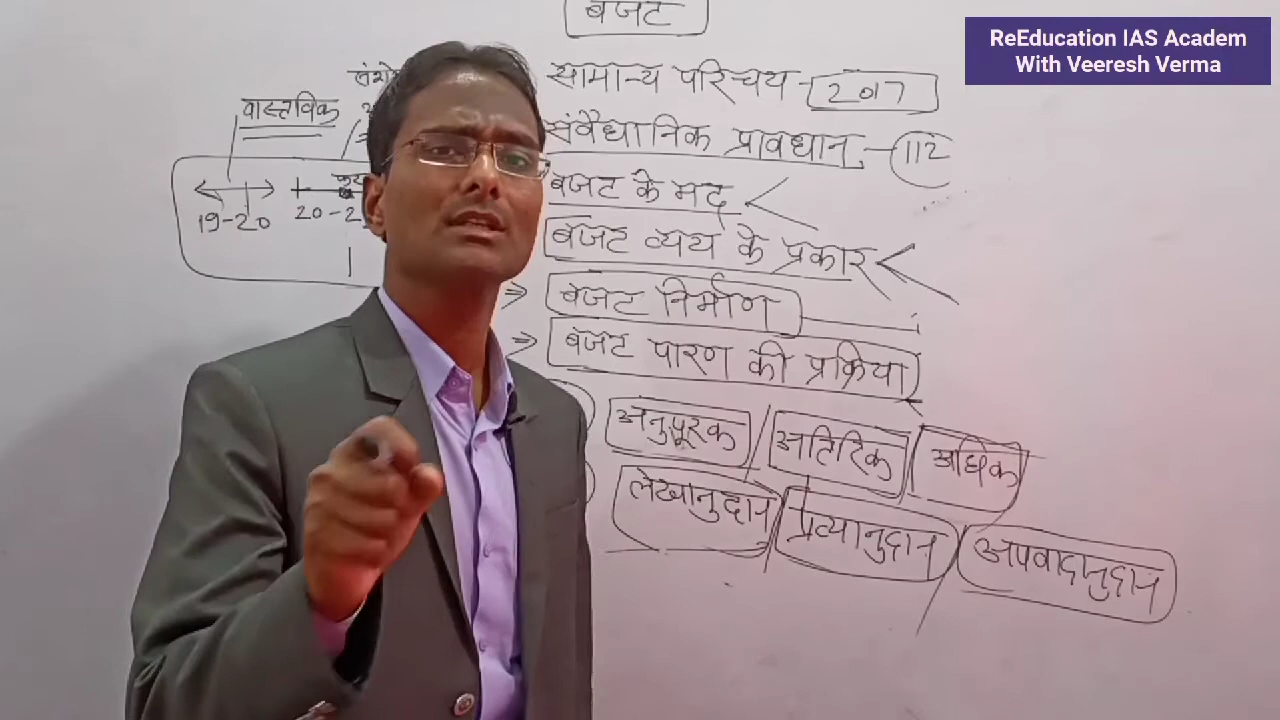 बजट
ReEducation IAS Academ
With Veeresh Verma
सामान्य परिचय - 2017
संवैधानिक प्रावधान - 112
बजट के मद
बजट व्यय के प्रकार
⇒ बजट निर्माण
⇒ बजट पारण की प्रक्रिया
अनुपूरक / अतिरिक / अधिक
लेखानुदान / प्रत्यानुदान / अपवादानुदान
वास्तविक
19-20
20-2